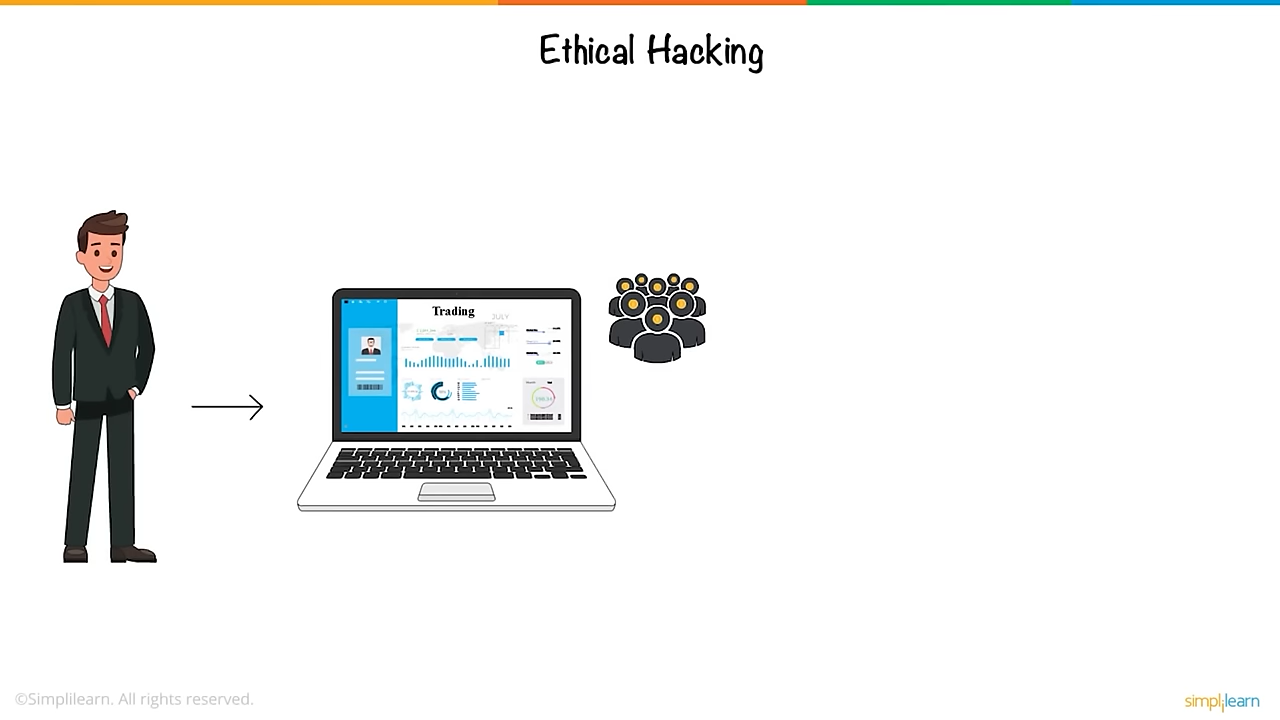 Ethical Hacking
Trading
JULY
©Simplilearn. All rights reserved.
simplilearn